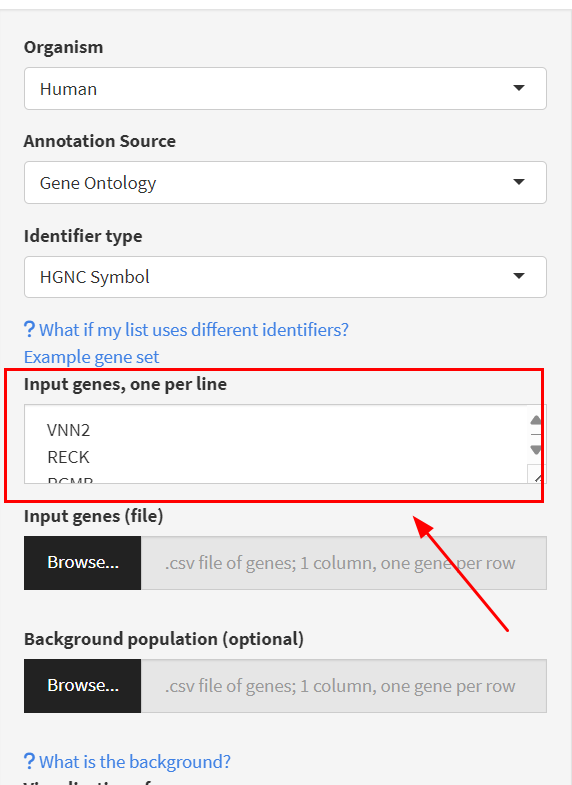 Organism
Human
Annotation Source
Gene Ontology
Identifier type
HGNC Symbol
? What if my list uses different identifiers?
Example gene set
Input genes, one per line
VNN2
RECK
Input genes (file)
Browse... .csv file of genes; 1 column, one gene per row
Background population (optional)
Browse... .csv file of genes; 1 column, one gene per row
? What is the background?